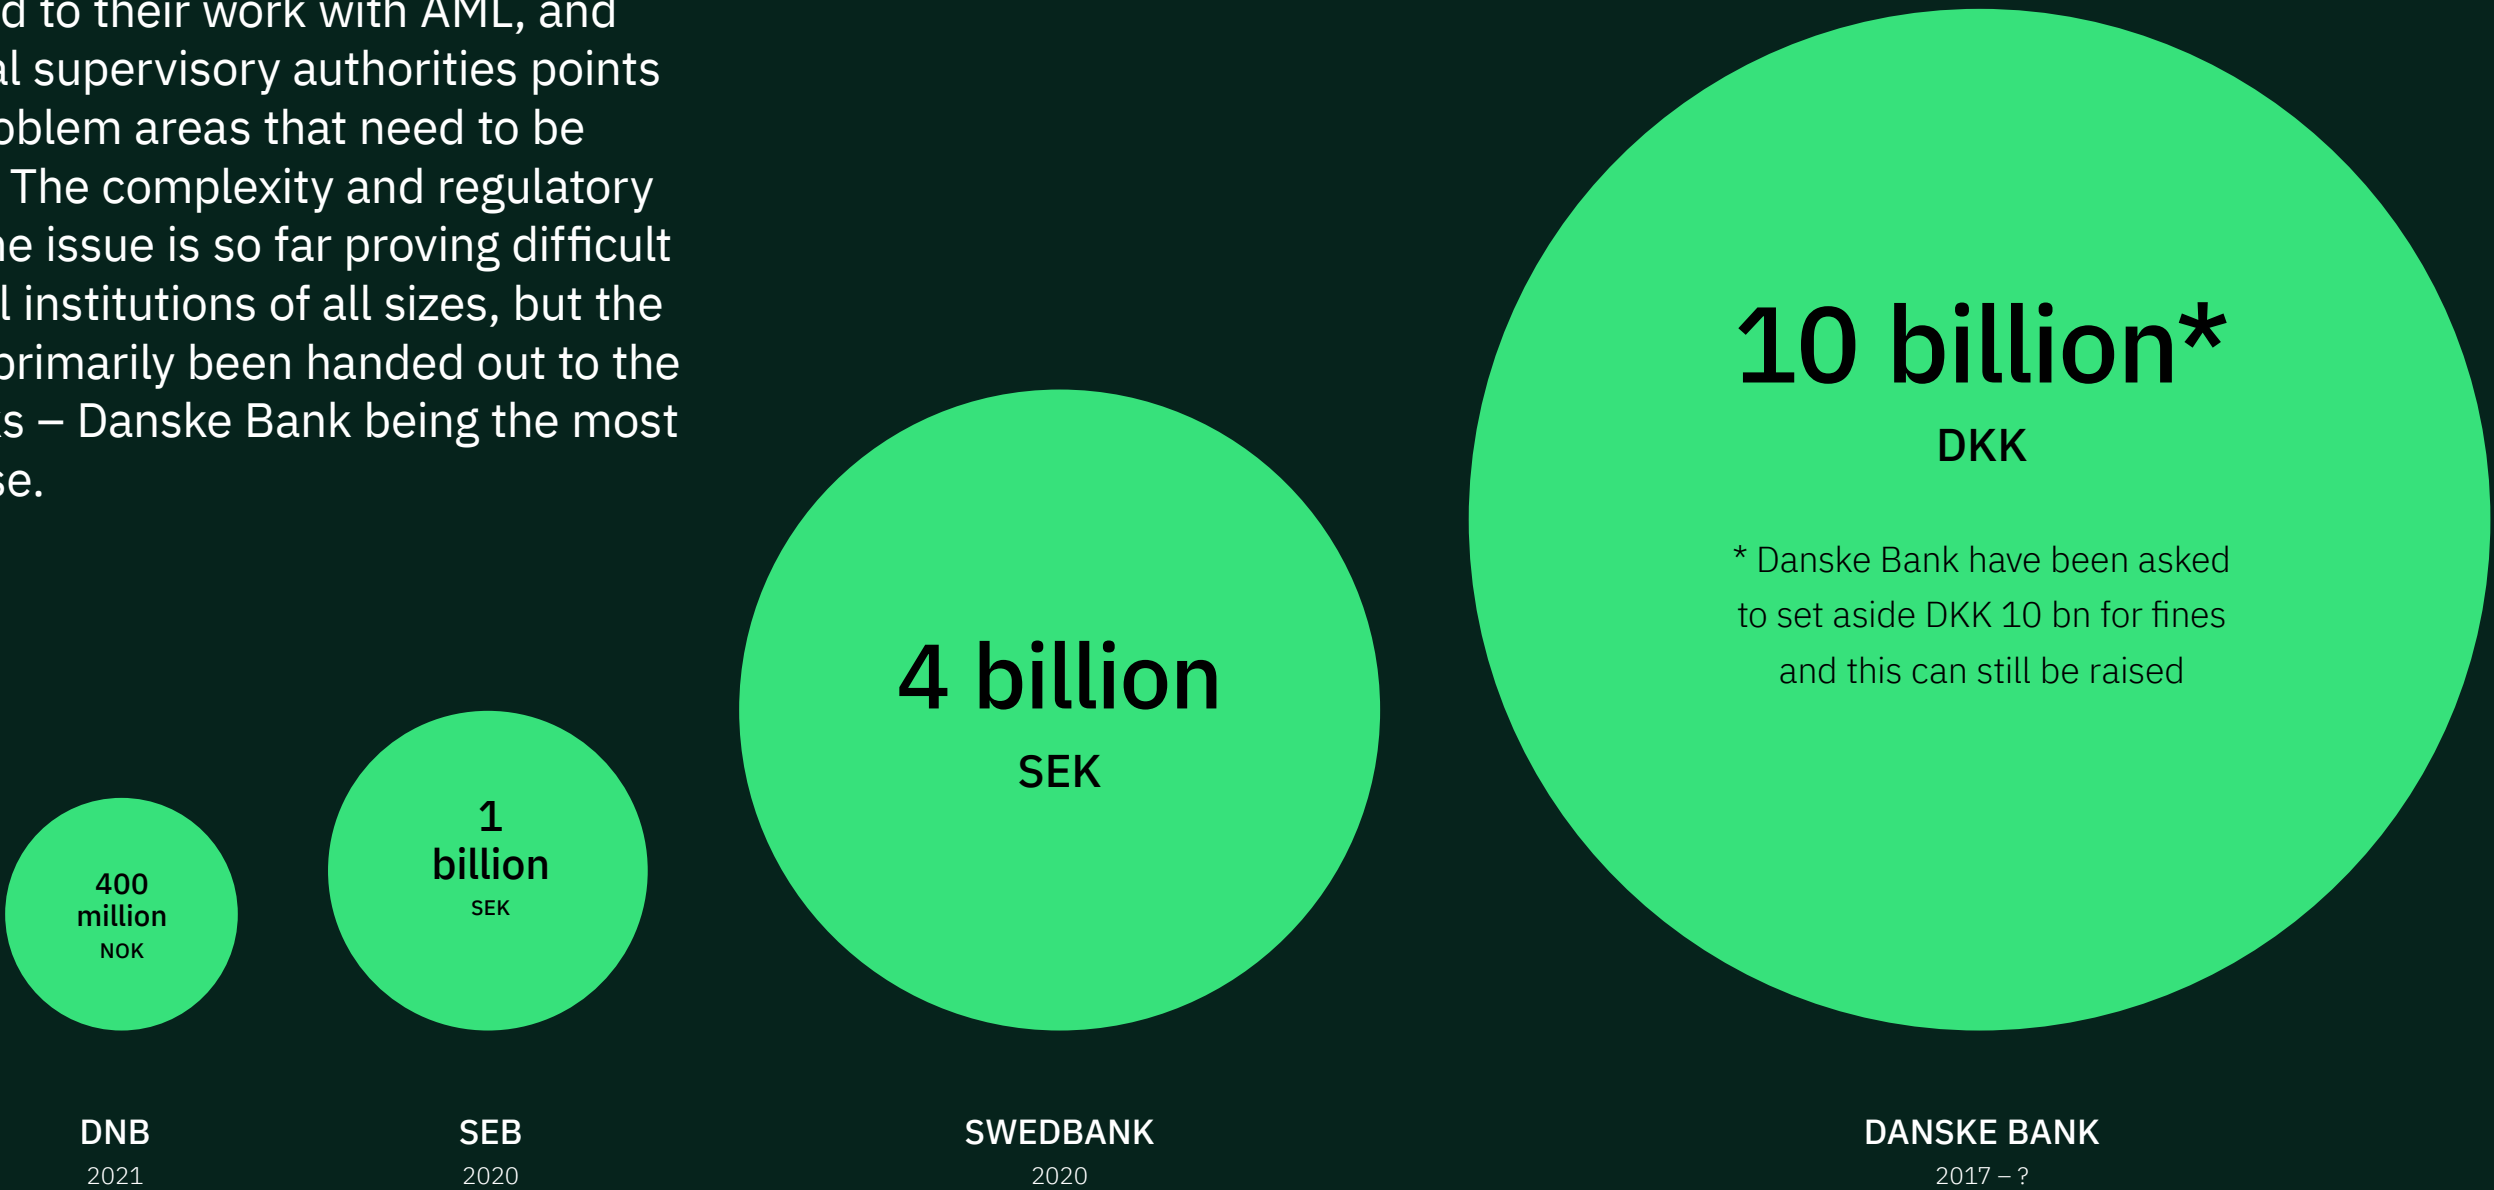 d to their work with AML, and
al supervisory authorities points
oblem areas that need to be
The complexity and regulatory
he issue is so far proving difficult
l institutions of all sizes, but the
primarily been handed out to the
ks – Danske Bank being the most
se.
400
million
NOK
1
billion
SEK
4 billion
SEK
10 billion*
DKK
* Danske Bank have been asked
to set aside DKK 10 bn for fines
and this can still be raised
DNB
2021
SEB
2020
SWEDBANK
2020
DANSKE BANK
2017 – ?